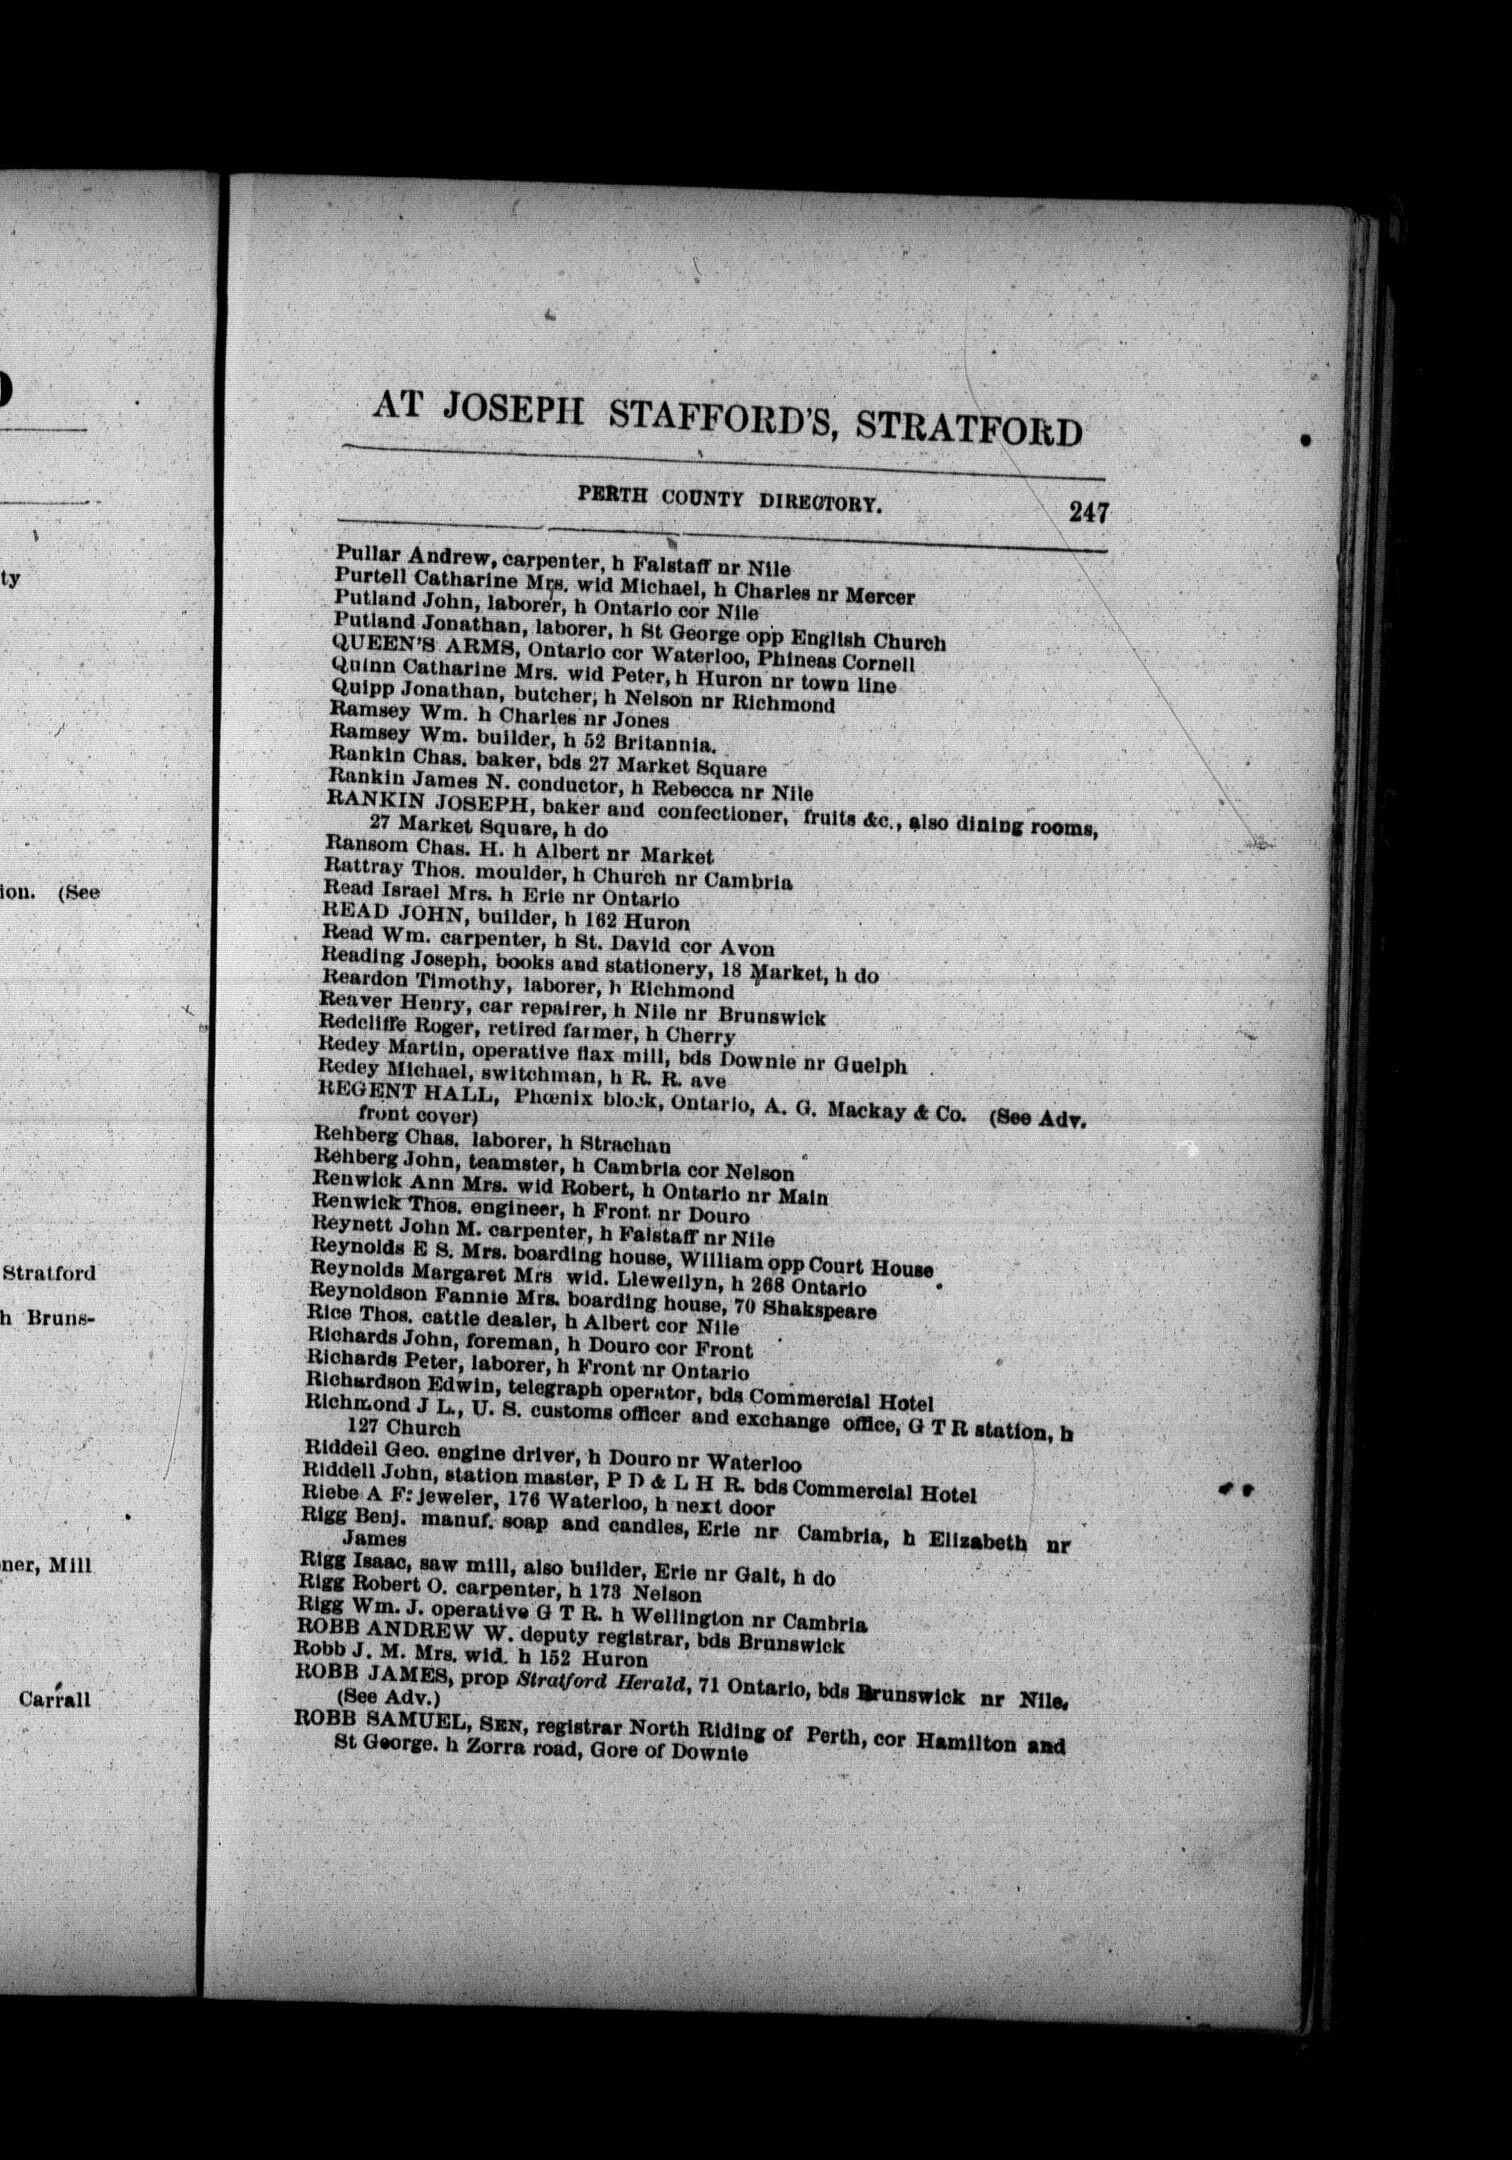 AT JOSEPH STAFFORD'S, STRATFORD
PERTH COUNTY DIRECTORY. 247
Pullar Andrew, carpenter, h Falstaff nr Nile
Purtell Catharine Mrs. wid Michael, h Charles nr Mercer
Putland John, laborer, h Ontario cor Nile
Putland Jonathan, laborer, h St George opp English Church
QUEEN'S ARMS, Ontario cor Waterloo, Phineas Cornell
Quinn Catharine Mrs. wid Peter, h Huron nr town line
Quipp Jonathan, butcher, h Nelson nr Richmond
Ramsey Wm. h Charles nr Jones
Ramsey Wm. builder, h 52 Britannia.
Rankin Chas. baker, bds 27 Market Square
Rankin James N. conductor, h Rebecca nr Nile
RANKIN JOSEPH, baker and confectioner, fruits &c., also dining rooms,
27 Market Square, h do
Ransom Chas. H. h Albert nr Market
Rattray Thos. moulder, h Church nr Cambria
Read Israel Mrs. h Erie nr Ontario
READ JOHN, builder, h 162 Huron
Read Wm. carpenter, h St. David cor Avon
Reading Joseph, books and stationery, 18 Market, h do
Reardon Timothy, laborer, h Richmond
Reaver Henry, car repairer, h Nile nr Brunswick
Redcliffe Roger, retired farmer, h Cherry
Redey Martin, operative flax mill, bds Downie nr Guelph
Redey Michael, switchman, h R. R. ave
REGENT HALL, Phœnix block, Ontario, A. G. Mackay & Co. (See Adv.
front cover)
Rehberg Chas. laborer, h Strachan
Rehberg John, teamster, h Cambria cor Nelson
Renwick Ann Mrs. wid Robert, h Ontario nr Main
Renwick Thos. engineer, h Front nr Douro
Reynett John M. carpenter, h Falstaff nr Nile
Reynolds E S. Mrs. boarding house, William opp Court House
Reynolds Margaret Mrs wid. Llewellyn, h 268 Ontario
Reynoldson Fannie Mrs. boarding house, 70 Shakspeare
Rice Thos. cattle dealer, h Albert cor Nile
Richards John, foreman, h Douro cor Front
Richards Peter, laborer, h Front nr Ontario
Richardson Edwin, telegraph operator, bds Commercial Hotel
Richmond J L., U. S. customs officer and exchange office, G T R station, h
127 Church
Riddell Geo. engine driver, h Douro nr Waterloo
Riddell John, station master, P D & L H R. bds Commercial Hotel
Riebe A F. jeweler, 176 Waterloo, h next door
Rigg Benj. manuf. soap and candles, Erie nr Cambria, h Elizabeth nr
James
Rigg Isaac, saw mill, also builder, Erie nr Galt, h do
Rigg Robert O. carpenter, h 173 Nelson
Rigg Wm. J. operative G T R. h Wellington nr Cambria
ROBB ANDREW W. deputy registrar, bds Brunswick
Robb J. M. Mrs. wid. h 152 Huron
ROBB JAMES, prop Stratford Herald, 71 Ontario, bds Brunswick nr Nile.
(See Adv.)
ROBB SAMUEL, SEN, registrar North Riding of Perth, cor Hamilton and
St George. h Zorra road, Gore of Downie
ty
ion. (See
Stratford
h Bruns-
ner, Mill
Carrall